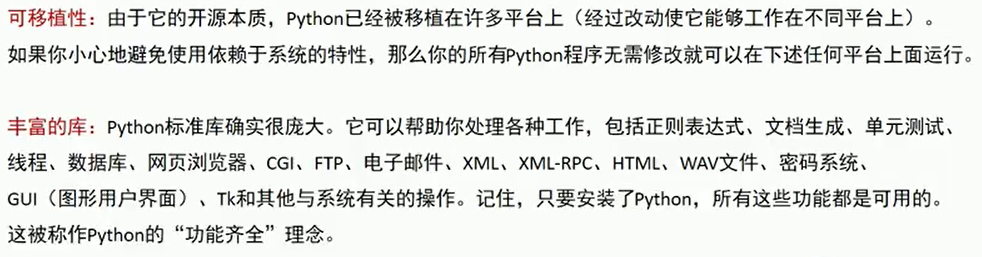 可移植性：由于它的开源本质，Python已经被移植在许多平台上（经过改动使它能够工作在不同平台上）。
如果你小心地避免使用依赖于系统的特性，那么你的所有Python程序无需修改就可以在下述任何平台上面运行。
丰富的库：Python标准库确实很庞大。它可以帮助你处理各种工作，包括正则表达式、文档生成、单元测试、
线程、数据库、网页浏览器、CGI、FTP、电子邮件、XML、XML-RPC、HTML、WAV文件、密码系统、
GUI（图形用户界面）、Tk和其他与系统有关的操作。记住，只要安装了Python，所有这些功能都是可用的。
这被称作Python的“功能齐全”理念。